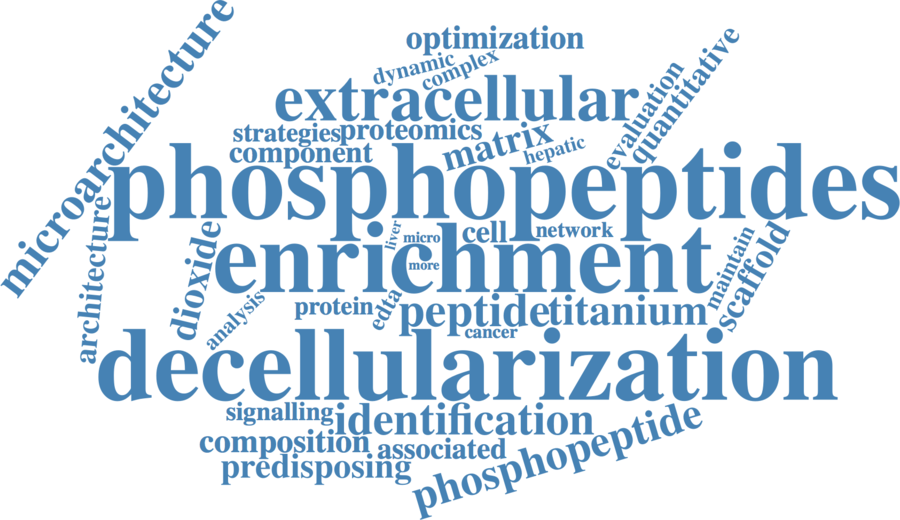 microarchitecture
optimization
dynamic
complex
extracellular
evaluation
quantitative
strategies
proteomics
matrix
component
hepatic
phosphopeptides
architecture
dioxide
liver
micro
cell
network
enrichment
more
maintain
scaffold
analysis
protein
edta
peptide
titanium
cancer
decellularization
signalling
identification
composition
associated
predisposing
phosphopeptide